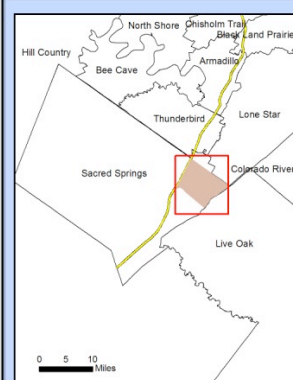 North Shore
Chisholm Trail
Black Land Prairie
Hill Country
Bee Cave
Armadillo
Thunderbird
Lone Star
Sacred Springs
Colorado River
Live Oak
0 5 10
Miles